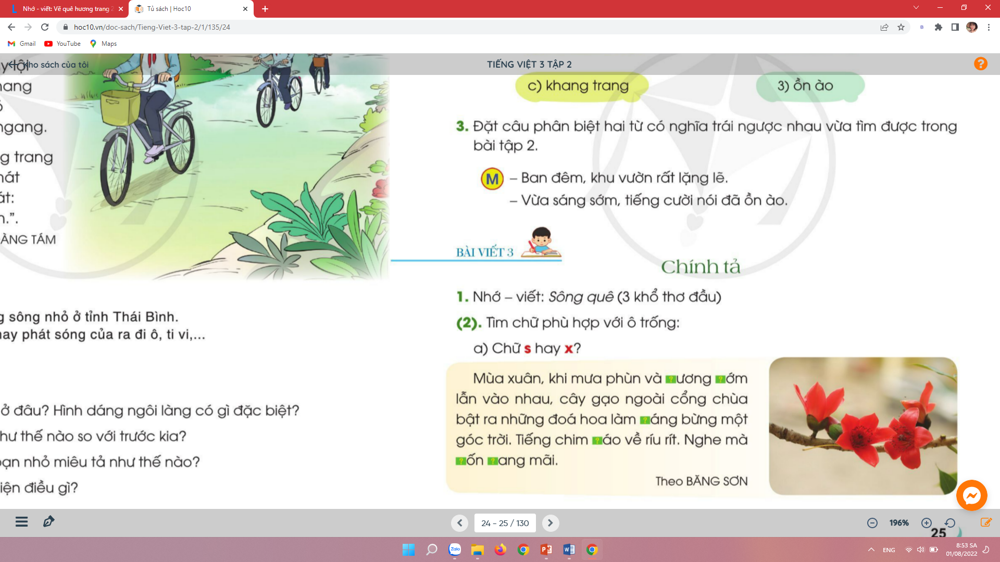 Nhớ - viết: Vẽ quê hương trang 2
Tủ sách | Hoc10
hoc10.vn/doc-sach/Tieng-Viet-3-tap-2/1/135/24
B
Gmail
YouTube
Maps
Kho sách của tôi
TIẾNG VIỆT 3 TẬP 2
?
y tội
hang
ngang.
g trang
hát
át:
n.”.
ÀNG TÁM
g sông nhỏ ở tỉnh Thái Bình.
hay phát sóng của ra đi ô, ti vi,...
ở đâu? Hình dáng ngôi làng có gì đặc biệt?
hư thế nào so với trước kia?
bạn nhỏ miêu tả như thế nào?
iện điều gì?
c) khang trang
3) ồn ào
3. Đặt câu phân biệt hai từ có nghĩa trái ngược nhau vừa tìm được trong
bài tập 2.
M – Ban đêm, khu vườn rất lặng lẽ.
– Vừa sáng sớm, tiếng cười nói đã ồn ào.
BÀI VIẾT 3
Chính tả
1. Nhớ – viết: Sông quê (3 khổ thơ đầu)
(2). Tìm chữ phù hợp với ô trống:
a) Chữ s hay x?
Mùa xuân, khi mưa phùn và ?ương ?ớm
lẫn vào nhau, cây gạo ngoài cổng chùa
bật ra những đoá hoa làm ?áng bừng một
góc trời. Tiếng chim ?áo về ríu rít. Nghe mà
?ốn ?ang mãi.
Theo BĂNG SƠN
24 - 25 / 130
196%
25
Zalo
ENG
8:53 SA
01/08/2022